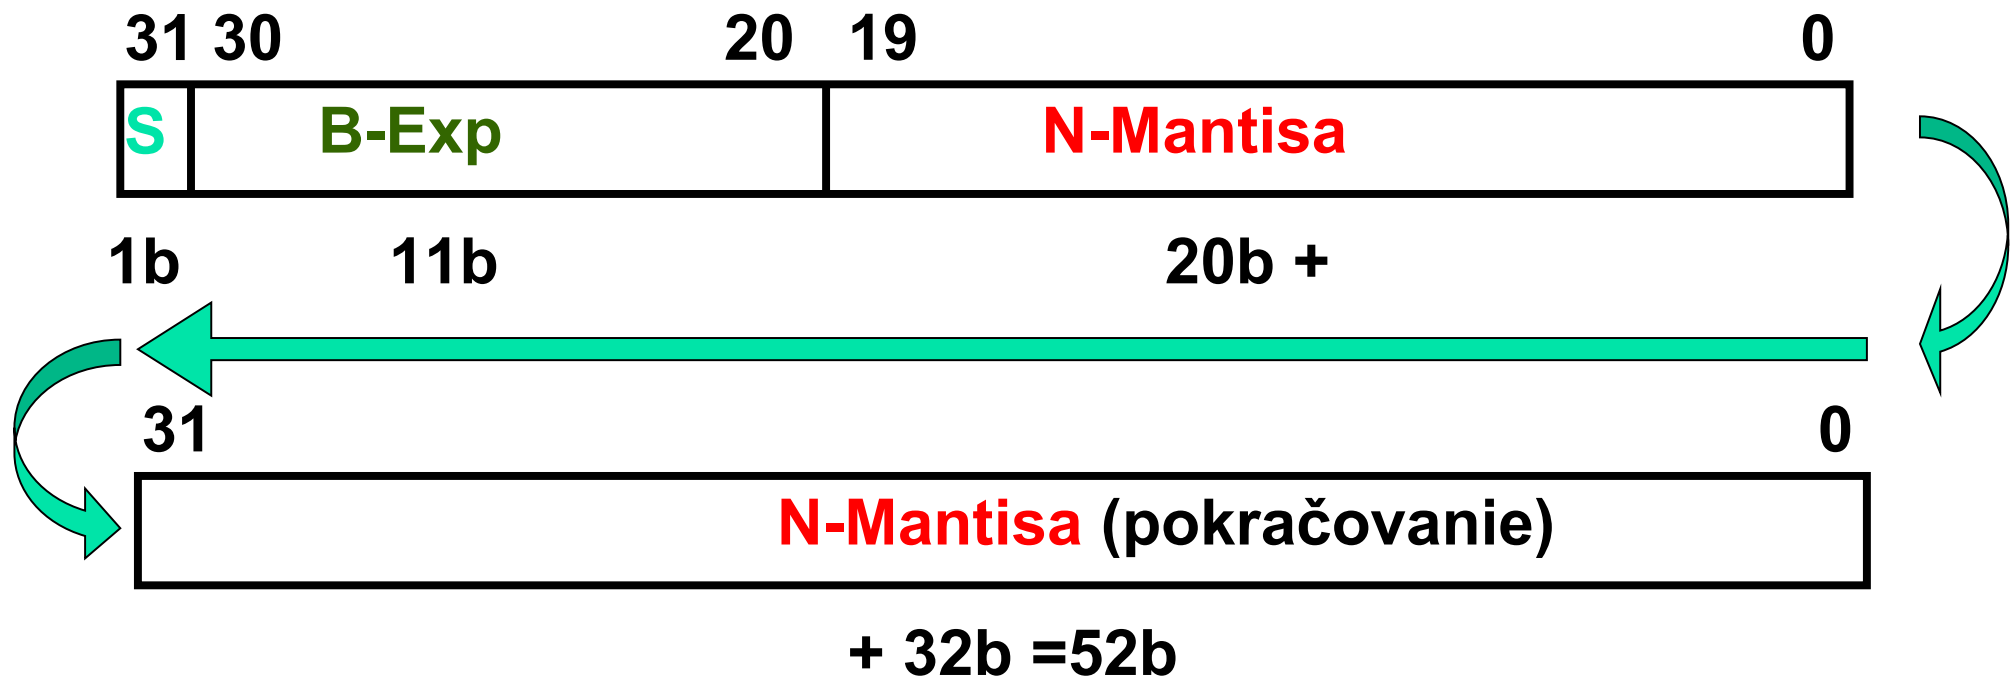 31 30 20 19 0
S B-Exp N-Mantisa
1b 11b 20b +
31 0
N-Mantisa (pokračovanie)
+ 32b =52b